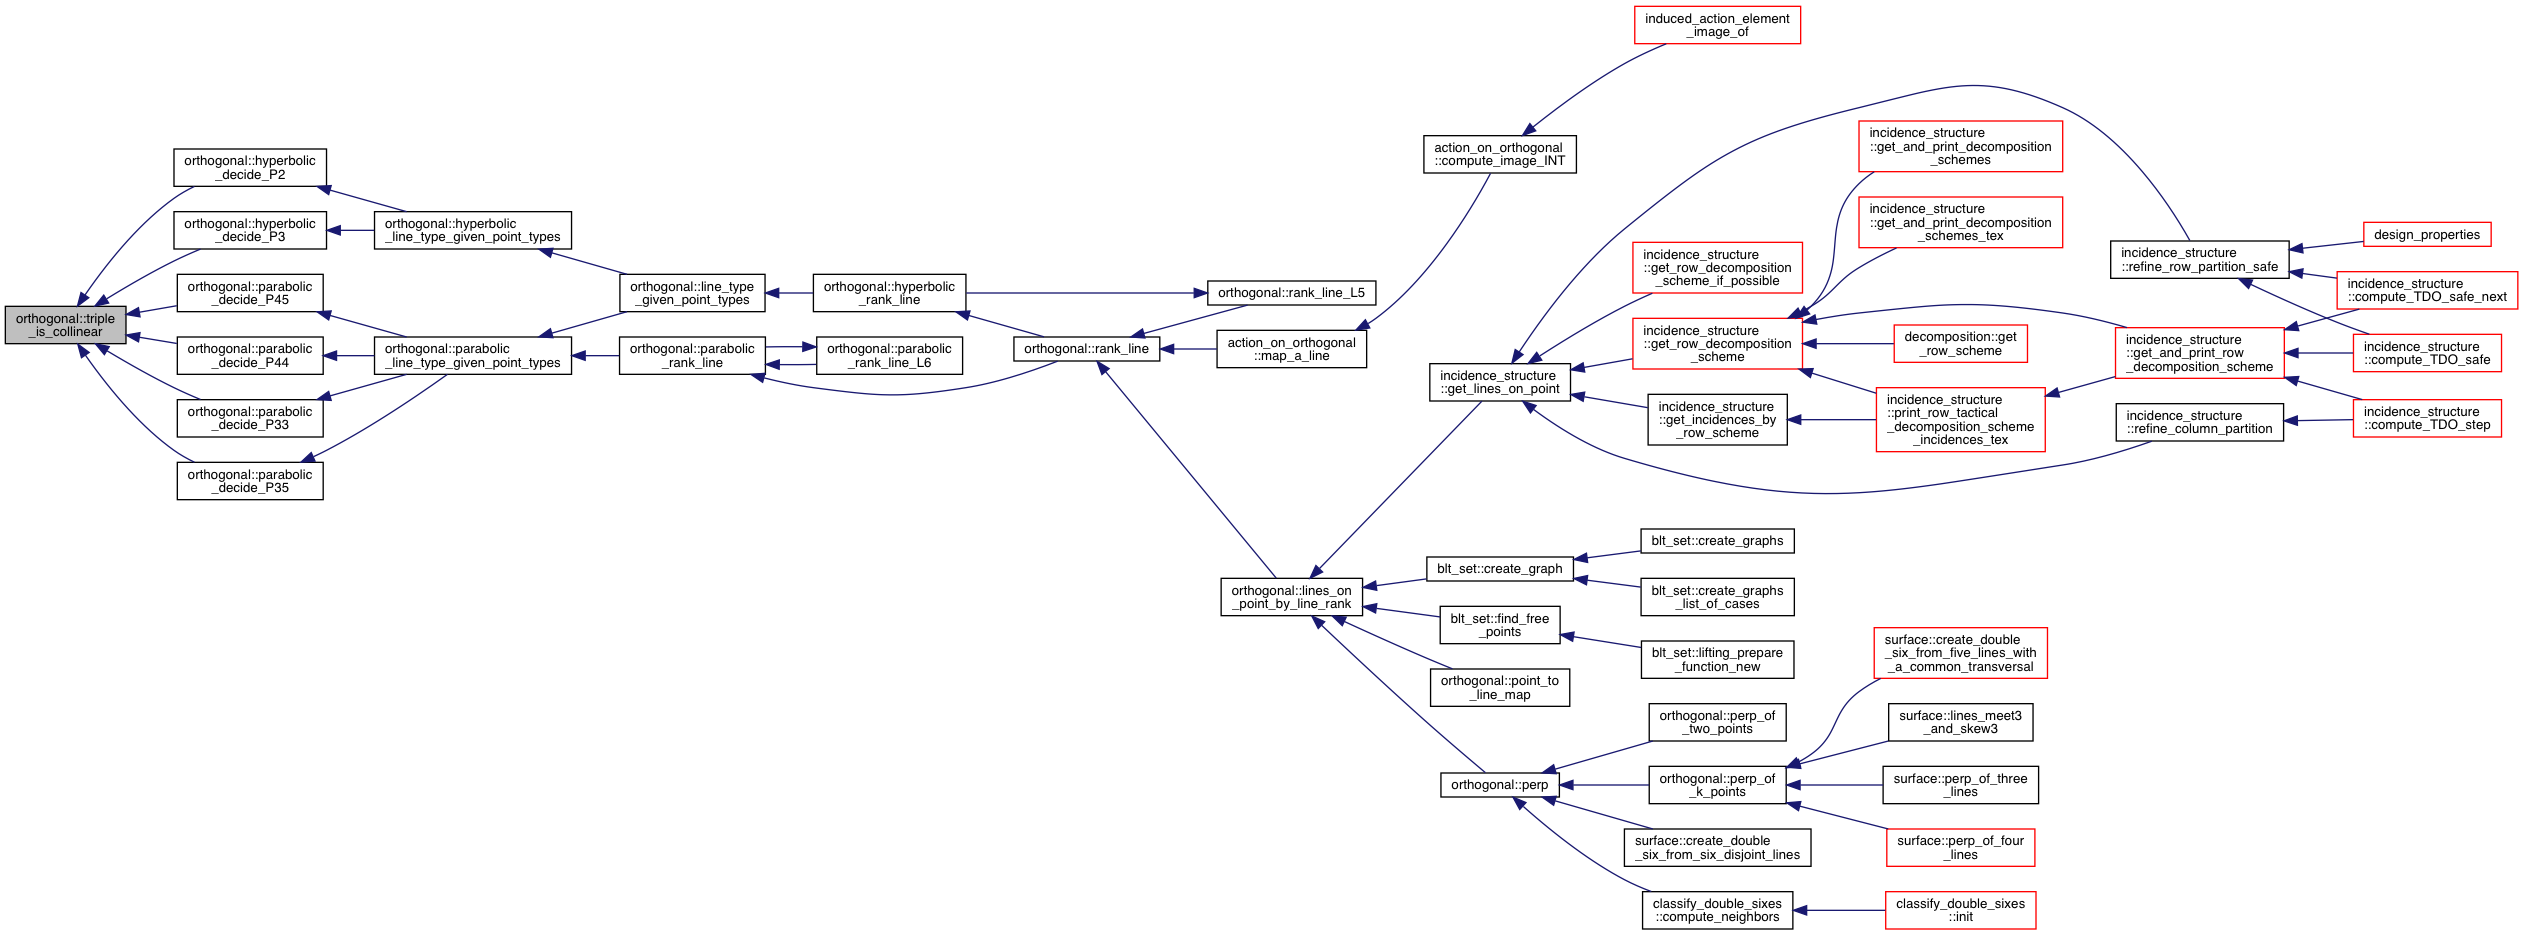 orthogonal::triple
_is_collinear
orthogonal::hyperbolic
_decide_P2
orthogonal::hyperbolic
_decide_P3
orthogonal::parabolic
_decide_P45
orthogonal::parabolic
_decide_P44
orthogonal::parabolic
_decide_P33
orthogonal::parabolic
_decide_P35
orthogonal::hyperbolic
_line_type_given_point_types
orthogonal::parabolic
_line_type_given_point_types
orthogonal::line_type
_given_point_types
orthogonal::parabolic
_rank_line
orthogonal::hyperbolic
_rank_line
orthogonal::parabolic
_rank_line_L6
orthogonal::rank_line
orthogonal::rank_line_L5
action_on_orthogonal
::map_a_line
orthogonal::lines_on
_point_by_line_rank
action_on_orthogonal
::compute_image_INT
incidence_structure
::get_lines_on_point
blt_set::create_graph
blt_set::find_free
_points
orthogonal::point_to
_line_map
orthogonal::perp
induced_action_element
_image_of
incidence_structure
::get_row_decomposition
_scheme_if_possible
incidence_structure
::get_row_decomposition
_scheme
incidence_structure
::get_incidences_by
_row_scheme
blt_set::create_graphs
blt_set::create_graphs
_list_of_cases
blt_set::lifting_prepare
_function_new
orthogonal::perp_of
_two_points
orthogonal::perp_of
_k_points
surface::create_double
_six_from_six_disjoint_lines
classify_double_sixes
::compute_neighbors
incidence_structure
::get_and_print_decomposition
_schemes
incidence_structure
::get_and_print_decomposition
_schemes_tex
decomposition::get
_row_scheme
incidence_structure
::print_row_tactical
_decomposition_scheme
_incidences_tex
surface::create_double
_six_from_five_lines_with
_a_common_transversal
surface::lines_meet3
_and_skew3
surface::perp_of_three
_lines
surface::perp_of_four
_lines
classify_double_sixes
::init
incidence_structure
::refine_row_partition_safe
incidence_structure
::get_and_print_row
_decomposition_scheme
incidence_structure
::refine_column_partition
design_properties
incidence_structure
::compute_TDO_safe_next
incidence_structure
::compute_TDO_safe
incidence_structure
::compute_TDO_step